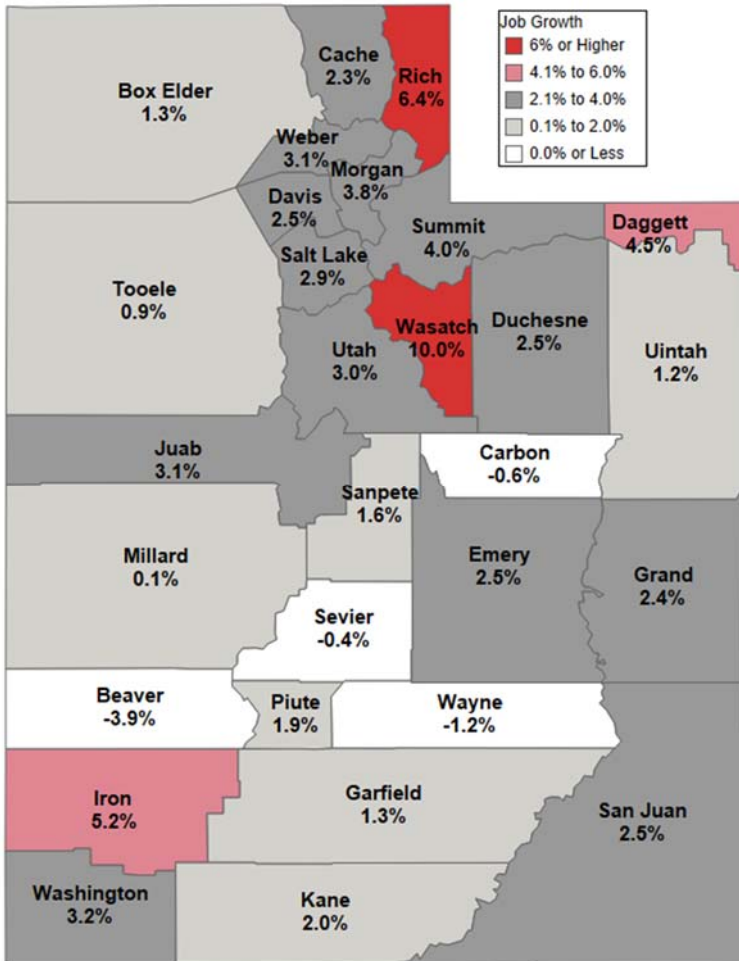 Job Growth
6% or Higher
4.1% to 6.0%
2.1% to 4.0%
0.1% to 2.0%
0.0% or Less
Cache
2.3%
Rich
6.4%
Box Elder
1.3%
Weber
3.1%
Morgan
3.8%
Davis
2.5%
Summit
4.0%
Daggett
4.5%
Salt Lake
2.9%
Tooele
0.9%
Wasatch
10.0%
Duchesne
2.5%
Utah
3.0%
Uintah
1.2%
Juab
3.1%
Carbon
-0.6%
Sanpete
1.6%
Millard
0.1%
Emery
2.5%
Grand
2.4%
Sevier
-0.4%
Beaver
-3.9%
Piute
1.9%
Wayne
-1.2%
Iron
5.2%
Garfield
1.3%
San Juan
2.5%
Washington
3.2%
Kane
2.0%